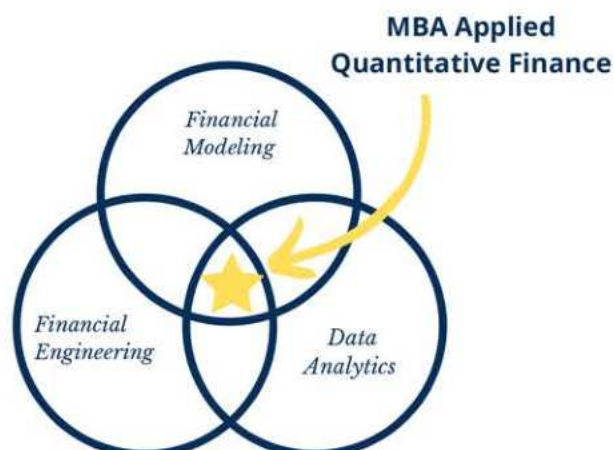 MBA Applied
Quantitative Finance
Financial
Modeling
Financial
Engineering
Data
Analytics